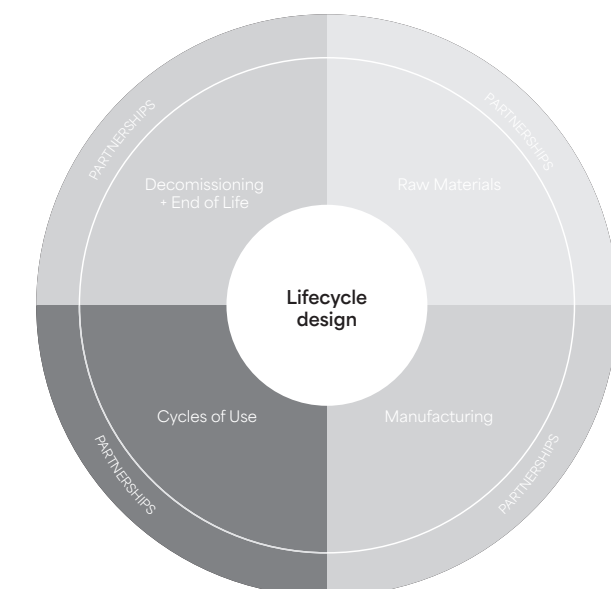 PARTNERSHIPS
PARTNERSHIPS
Decomissioning
+ End of Life
Raw Materials
Lifecycle
design
Cycles of Use
Manufacturing
PARTNERSHIPS
PARTNERSHIPS